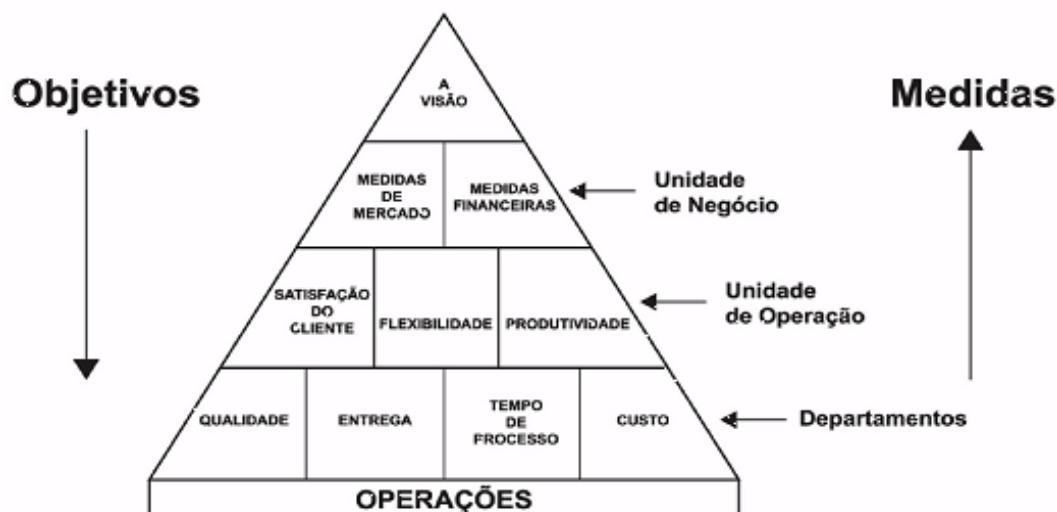 Objetivos
Medidas
A
VISÃO
MEDIDAS
DE
MERCADO
MEDIDAS
FINANCEIRAS
Unidade
de Negócio
SATISFAÇÃO
DO
CLIENTE
FLEXIBILIDADE
PRODUTIVIDADE
Unidade
de Operação
QUALIDADE
ENTREGA
TEMPO
DE
PROCESSO
CUSTO
Departamentos
OPERAÇÕES